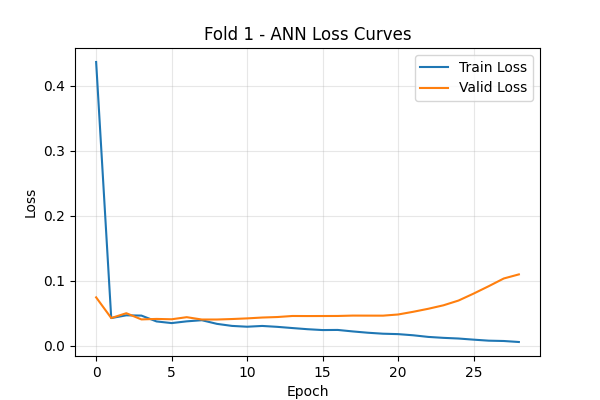 Fold 1 - ANN Loss Curves
Train Loss
Valid Loss
0.4
0.3
0.2
0.1
0.0
Loss
0 5 10 15 20 25
Epoch